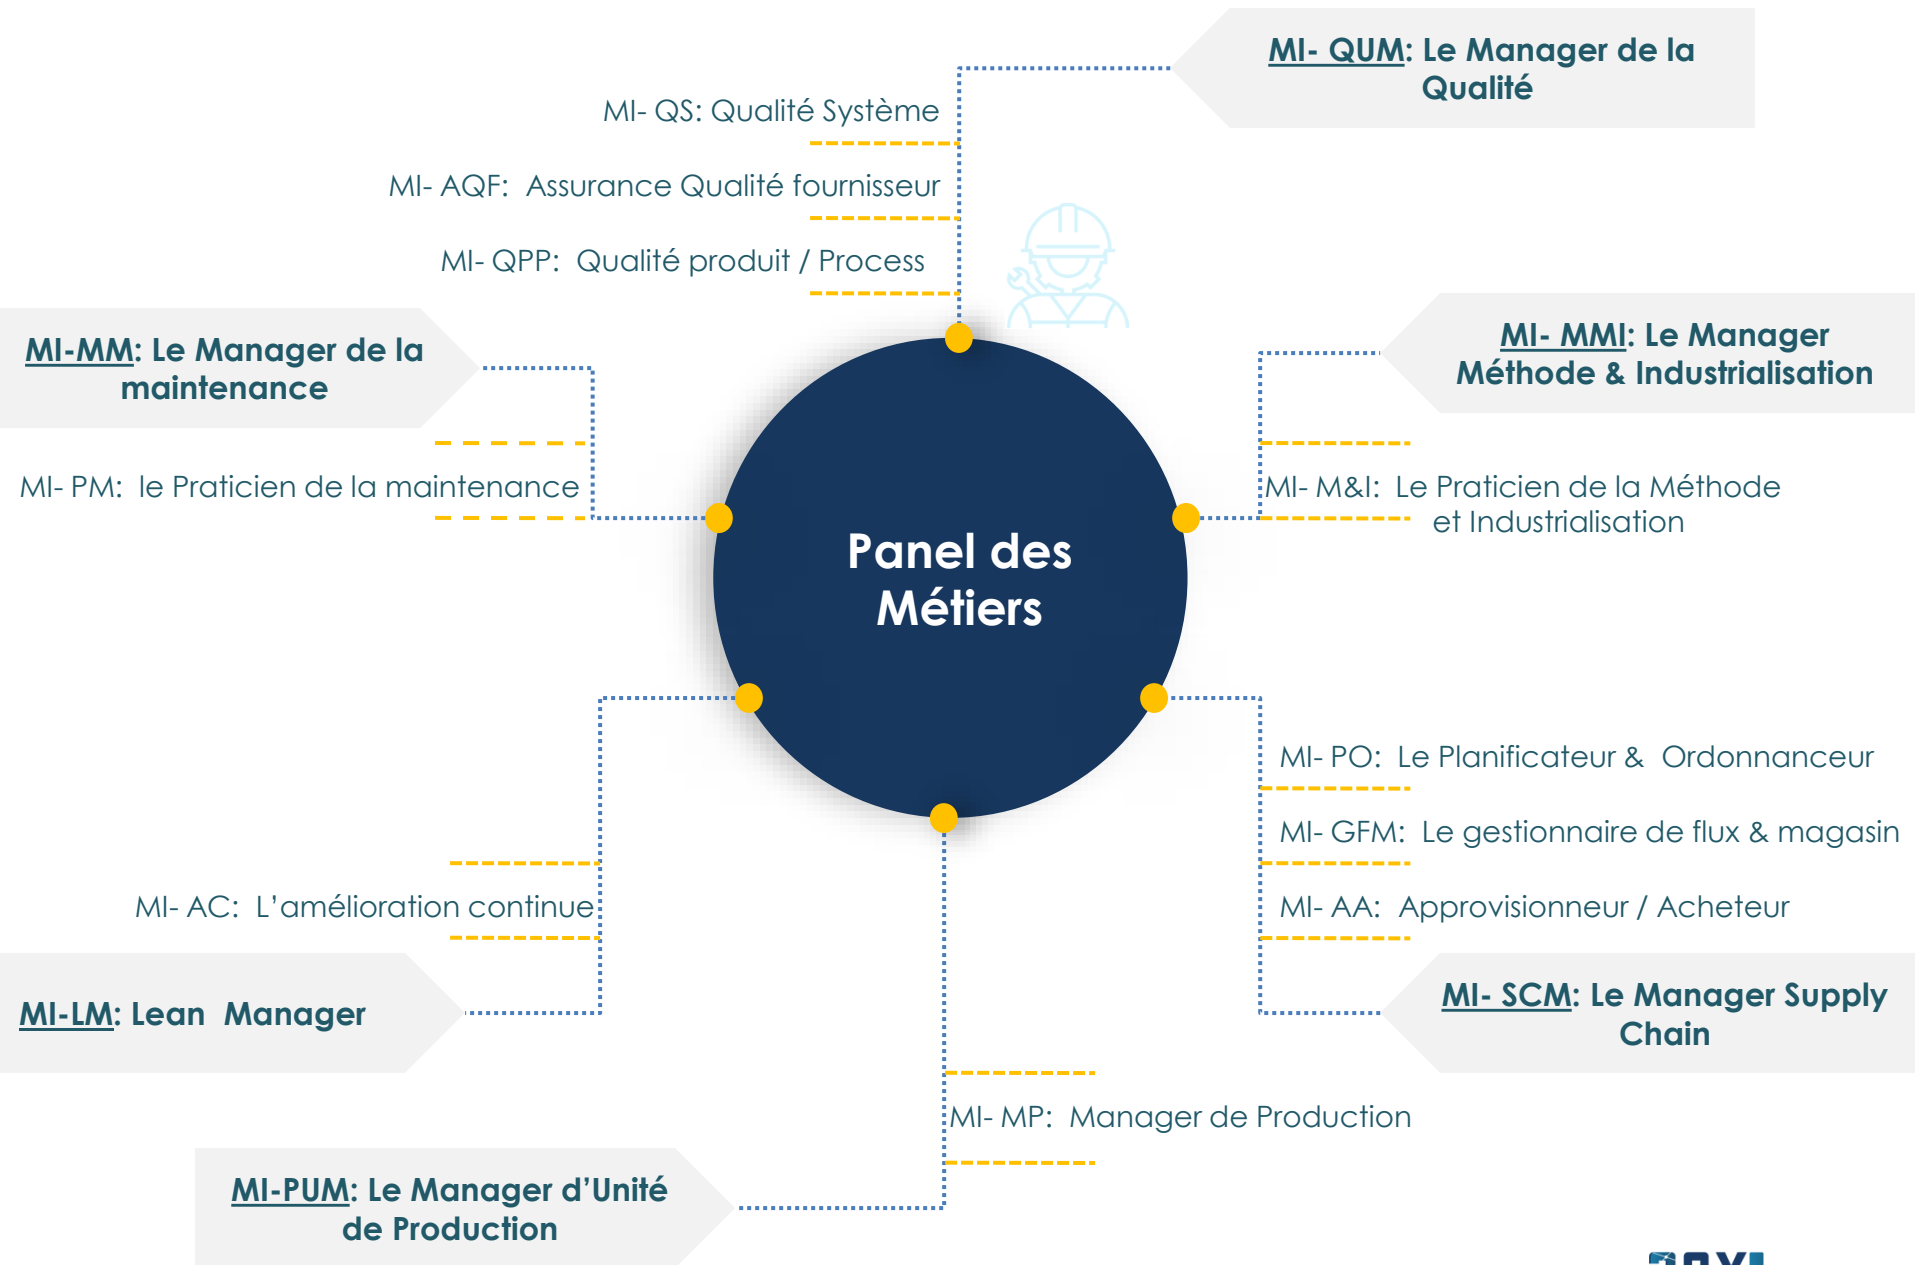 MI- QUM: Le Manager de la
Qualité
MI- QS: Qualité Système
MI- AQF: Assurance Qualité fournisseur
MI- QPP: Qualité produit / Process
MI-MM: Le Manager de la
maintenance
MI- PM: le Praticien de la maintenance
MI- MMI: Le Manager
Méthode & Industrialisation
MI- M&I: Le Praticien de la Méthode
et Industrialisation
Panel des
Métiers
MI- PO: Le Planificateur & Ordonnanceur
MI- GFM: Le gestionnaire de flux & magasin
MI- AA: Approvisionneur / Acheteur
MI- SCM: Le Manager Supply
Chain
MI- AC: L’amélioration continue
MI-LM: Lean Manager
MI- MP: Manager de Production
MI-PUM: Le Manager d’Unité
de Production